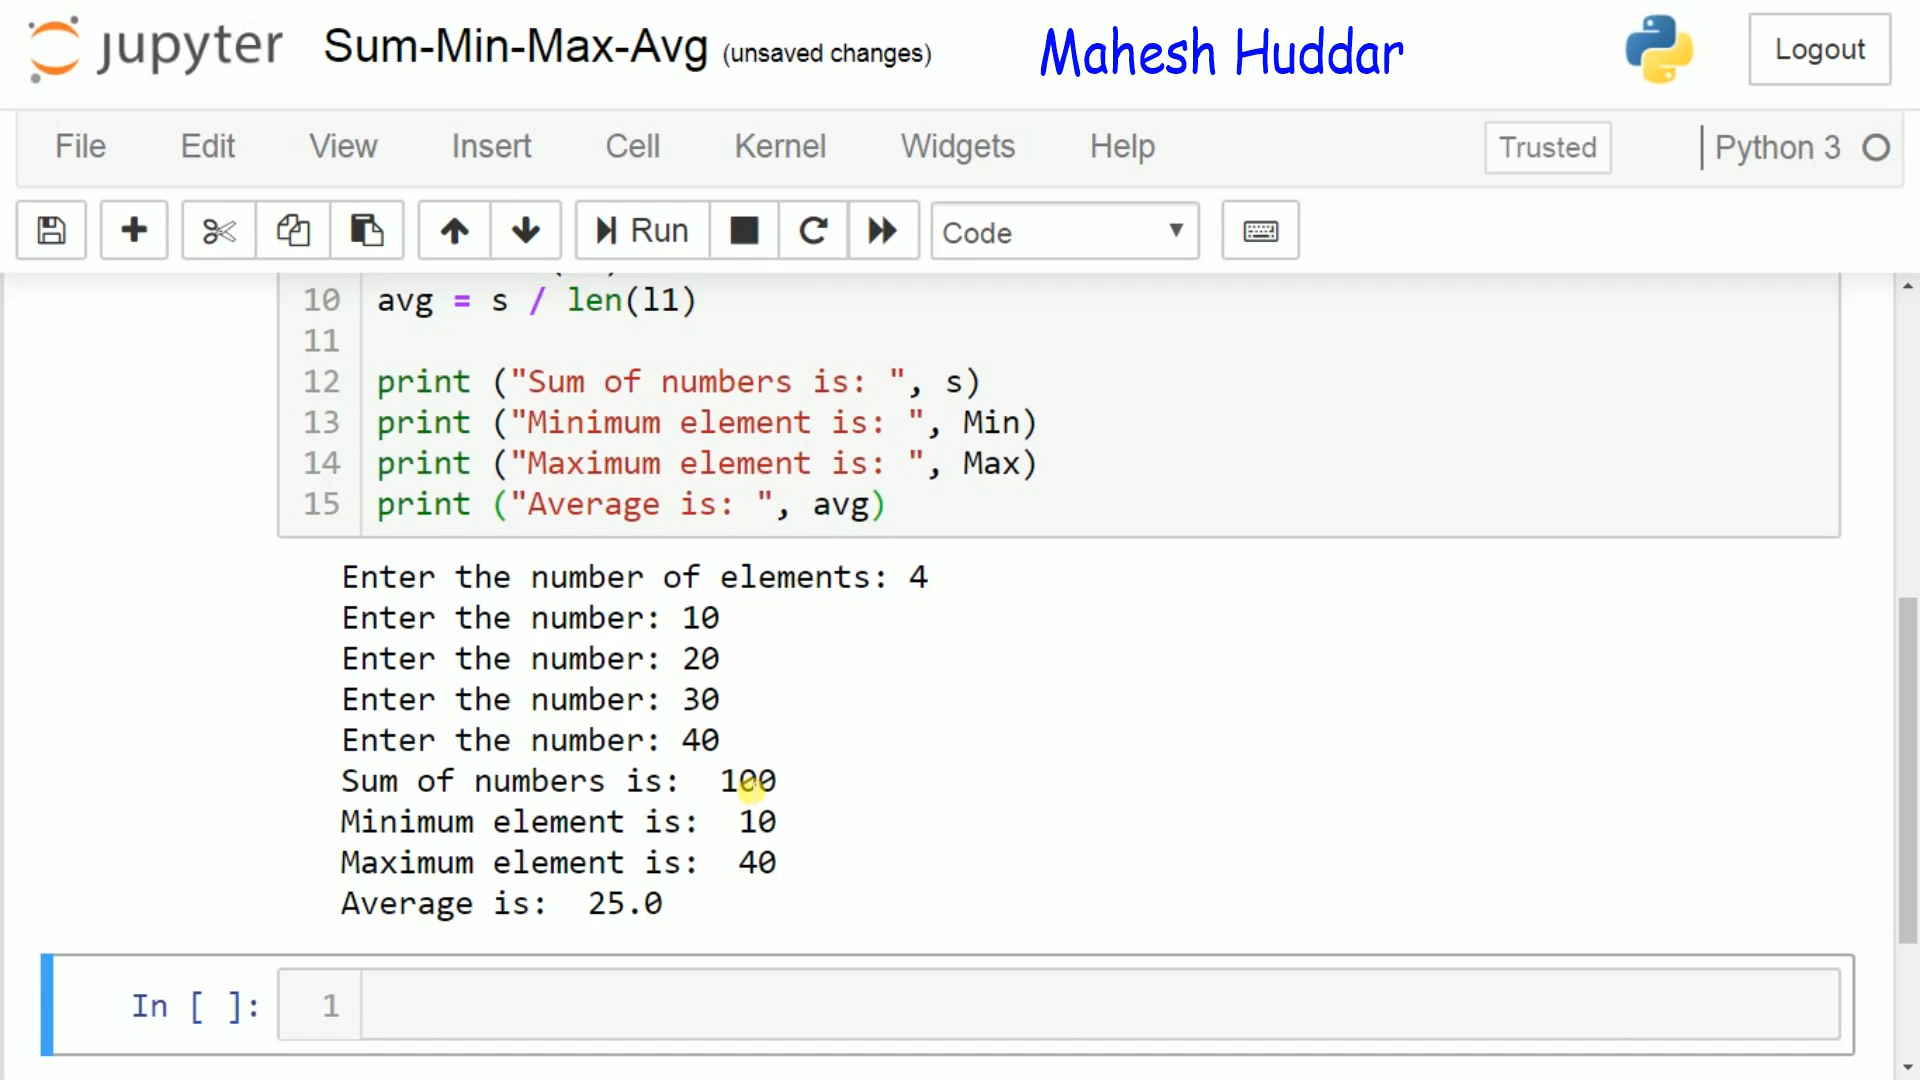 jupyter Sum-Min-Max-Avg (unsaved changes) Mahesh Huddar Logout
File Edit View Insert Cell Kernel Widgets Help Trusted Python 3
Run Code
10 avg = s / len(l1)
11
12 print ("Sum of numbers is: ", s)
13 print ("Minimum element is: ", Min)
14 print ("Maximum element is: ", Max)
15 print ("Average is: ", avg)
Enter the number of elements: 4
Enter the number: 10
Enter the number: 20
Enter the number: 30
Enter the number: 40
Sum of numbers is:  100
Minimum element is:  10
Maximum element is:  40
Average is:  25.0
In [ ]: 1